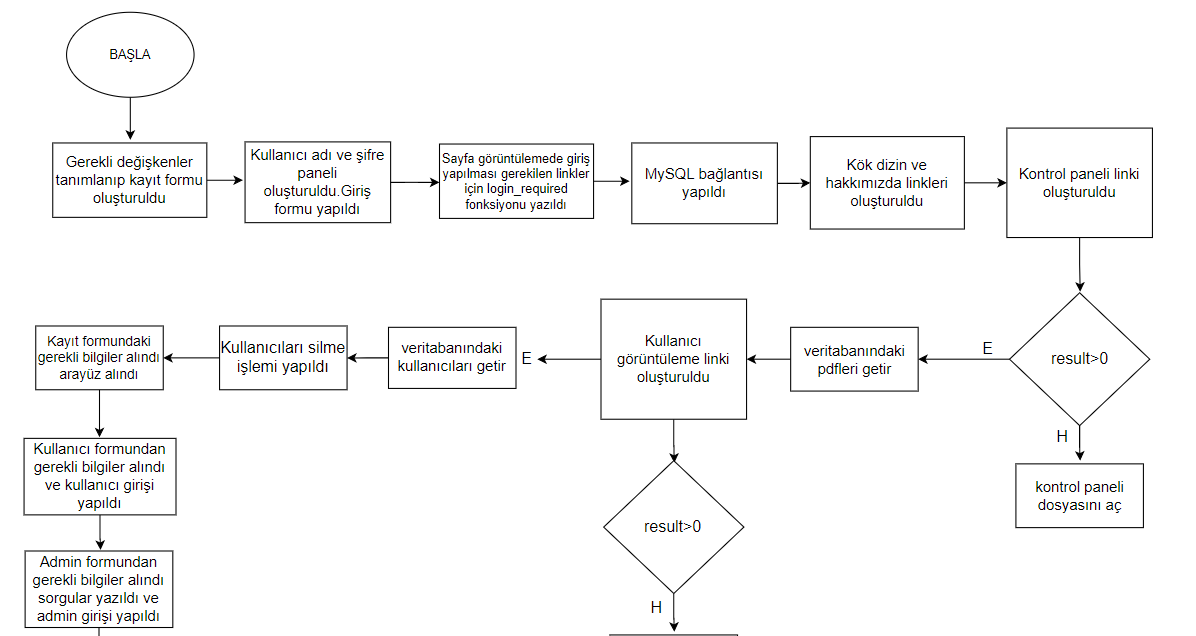 BAŞLA
Gerekli değişkenler
tanımlanıp kayıt formu
oluşturuldu
Kullanıcı adı ve şifre
paneli
oluşturuldu.Giriş
formu yapıldı
Sayfa görüntülemede giriş
yapılması gerekilen linkler
için login_required
fonksiyonu yazıldı
MySQL bağlantısı
yapıldı
Kök dizin ve
hakkımızda linkleri
oluşturuldu
Kontrol paneli linki
oluşturuldu
result>0
E
H
kontrol paneli
dosyasını aç
veritabanındaki
pdfleri getir
Kullanıcı
görüntüleme linki
oluşturuldu
result>0
H
E
veritabanındaki
kullanıcıları getir
Kullanıcıları silme
işlemi yapıldı
Kayıt formundaki
gerekli bilgiler alındı
arayüz alındı
Kullanıcı formundan
gerekli bilgiler alındı
ve kullanıcı girişi
yapıldı
Admin formundan
gerekli bilgiler alındı
sorgular yazıldı ve
admin girişi yapıldı